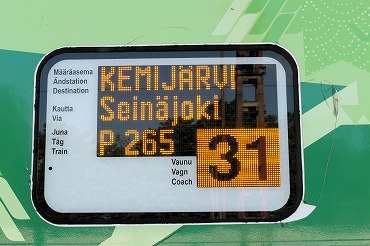 Määräasema
Ändstation
Destination
KEMIJÄRVI
Kautta
Via
Seinäjoki
Juna
Tåg
Train
P 265
Vaunu
Vagn
Coach
31